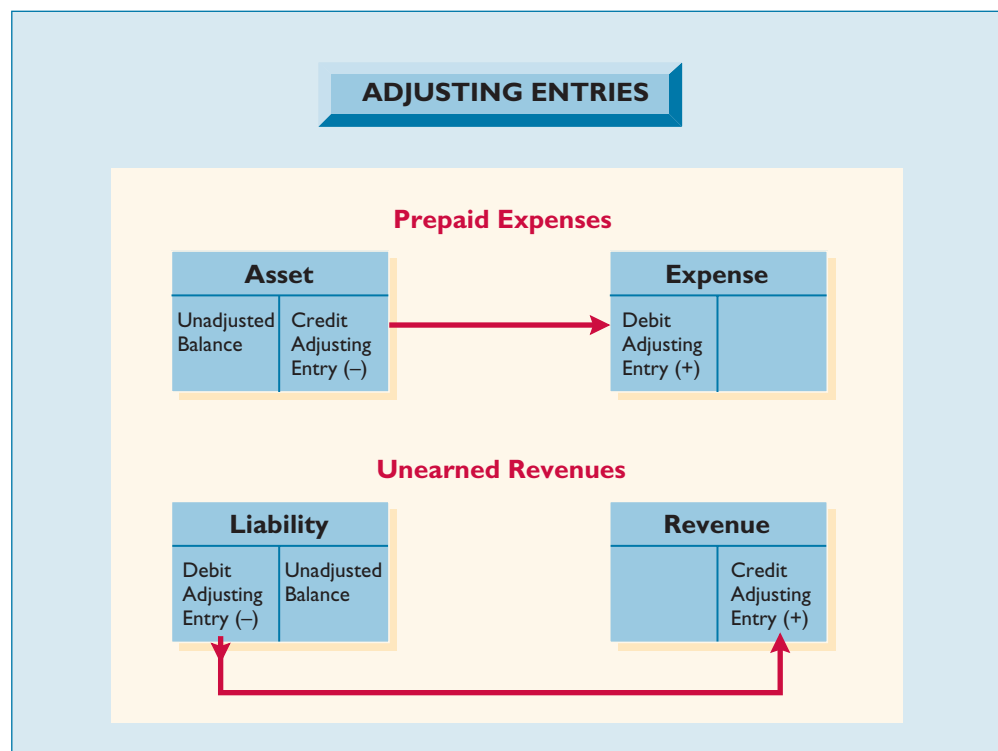 ADJUSTING ENTRIES
Prepaid Expenses
Asset
Unadjusted
Balance
Credit
Adjusting
Entry (–)
Expense
Debit
Adjusting
Entry (+)
Unearned Revenues
Liability
Debit
Adjusting
Entry (–)
Unadjusted
Balance
Revenue
Credit
Adjusting
Entry (+)